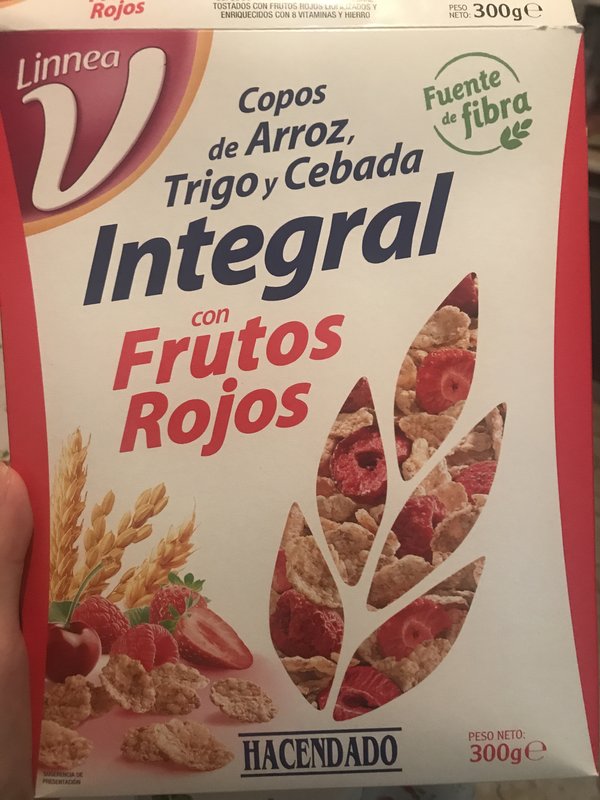 Rojos
TOSTADOS CON FRUTOS ROJOS LIOFILIZADOS Y
ENRIQUECIDOS CON 8 VITAMINAS Y HIERRO
PESO
NETO: 300g℮
Linnea
V
Copos
de Arroz,
Trigo y Cebada
Integral
con
Frutos
Rojos
Fuente
de fibra
HACENDADO
PESO NETO:
300g℮
SUGERENCIA DE
PRESENTACIÓN